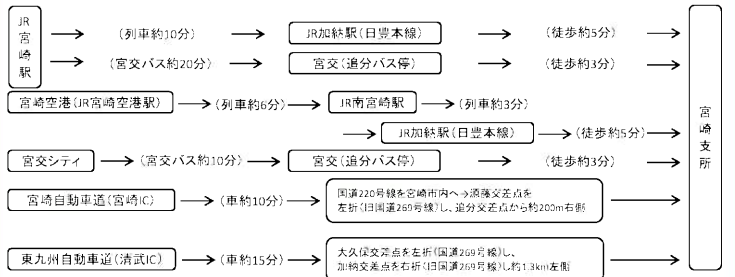 JR宮崎駅 → (列車約10分) → JR加納駅(日豊本線) → (徒歩約5分) →
→ (宮交バス約20分) → 宮交(追分バス停) → (徒歩約3分) →
宮崎空港(JR宮崎空港駅) → (列車約6分) → JR南宮崎駅 → (列車約3分)
→ JR加納駅(日豊本線) → (徒歩約5分) →
宮交シティ → (宮交バス約10分) → 宮交(追分バス停) → (徒歩約3分) →
宮崎自動車道(宮崎IC) → (車約10分) → 国道220号線を宮崎市内へ→源藤交差点を
左折(旧国道269号線)し、追分交差点から約200m右側 →
東九州自動車道(清武IC) → (車約15分) → 大久保交差点を左折(国道269号線)し、
加納交差点を右折(旧国道269号線)し約1.3km左側 →
宮崎支所